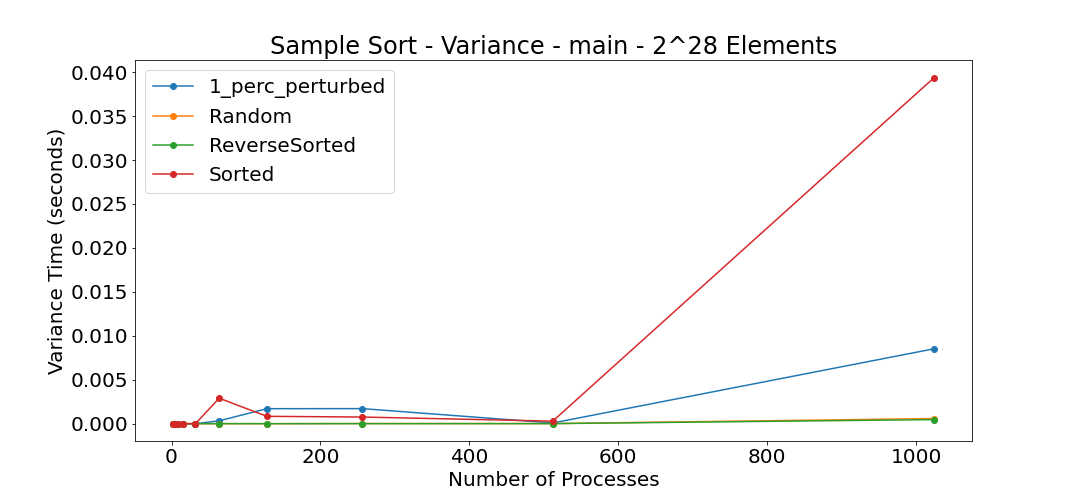 Sample Sort - Variance - main - 2^28 Elements
1_perc_perturbed
Random
ReverseSorted
Sorted
Variance Time (seconds)
0.040
0.035
0.030
0.025
0.020
0.015
0.010
0.005
0.000
0 200 400 600 800 1000
Number of Processes